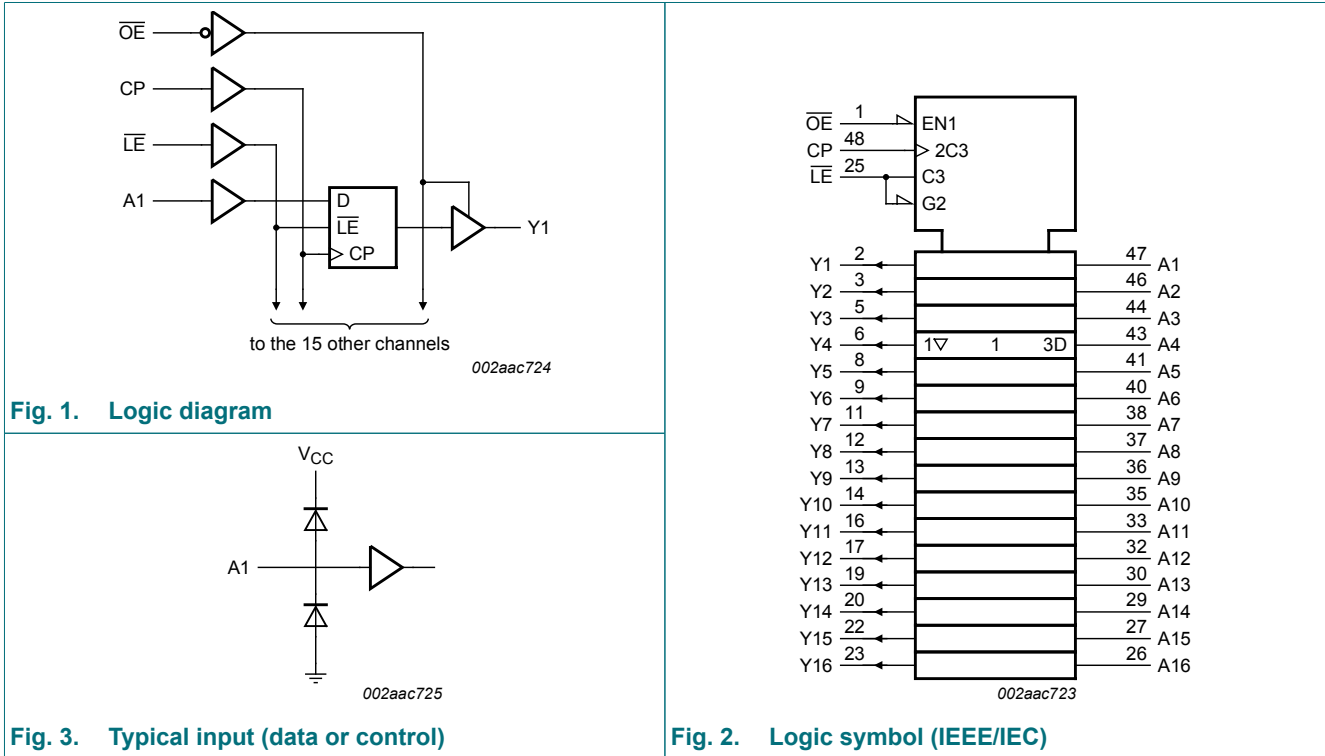 O̅E̅
CP
L̅E̅
A1
D
L̅E̅
CP
Y1
to the 15 other channels
002aac724
Fig. 1. Logic diagram
VCC
A1
002aac725
Fig. 3. Typical input (data or control)
O̅E̅ 1 EN1
CP 48 2C3
L̅E̅ 25 C3
G2
Y1 2 47 A1
Y2 3 46 A2
Y3 5 44 A3
Y4 6 1▽ 1 3D 43 A4
Y5 8 41 A5
Y6 9 40 A6
Y7 11 38 A7
Y8 12 37 A8
Y9 13 36 A9
Y10 14 35 A10
Y11 16 33 A11
Y12 17 32 A12
Y13 19 30 A13
Y14 20 29 A14
Y15 22 27 A15
Y16 23 26 A16
002aac723
Fig. 2. Logic symbol (IEEE/IEC)